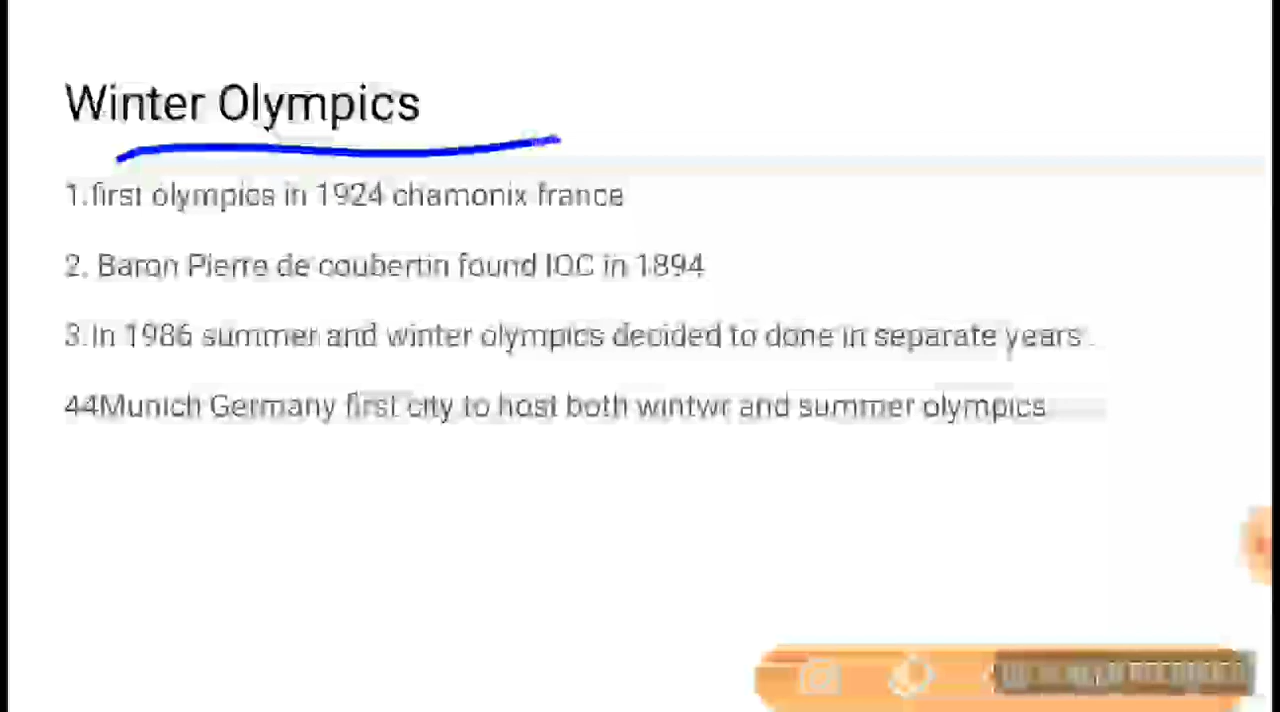 Winter Olympics
1.first olympics in 1924 chamonix france
2. Baron Pierre de coubertin found IOC in 1894
3.In 1986 summer and winter olympics decided to done in separate years .
44Munich Germany first city to host both wintwr and summer olympics